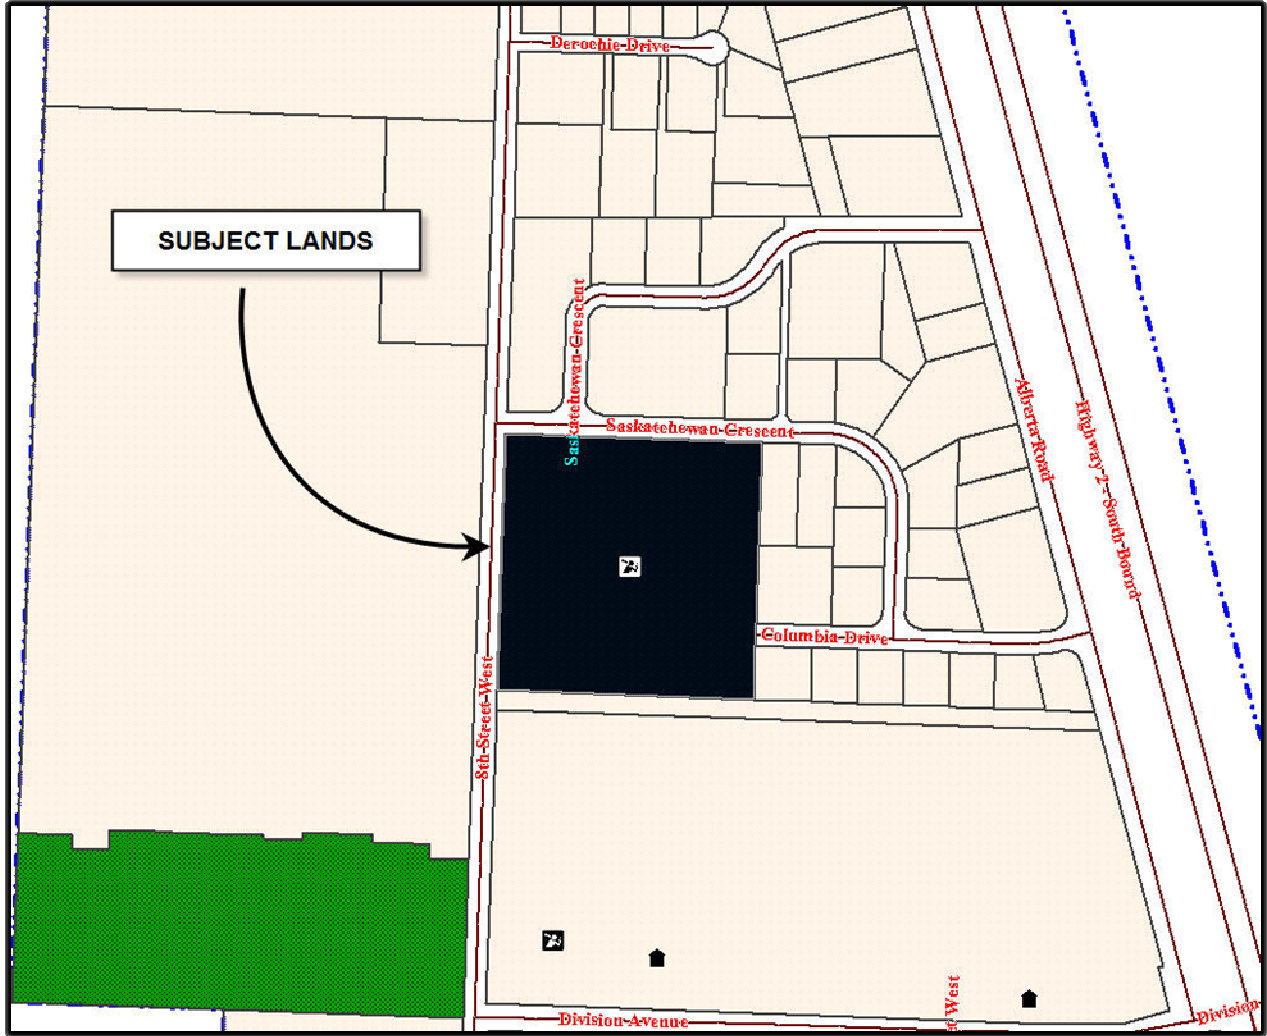 Derochie Drive
SUBJECT LANDS
Saskatchewan Crescent
Saskatchewan Crescent
Alberta Road
Highway 2 - South Bound
Columbia Drive
8th Street West
West
Division Avenue
Division